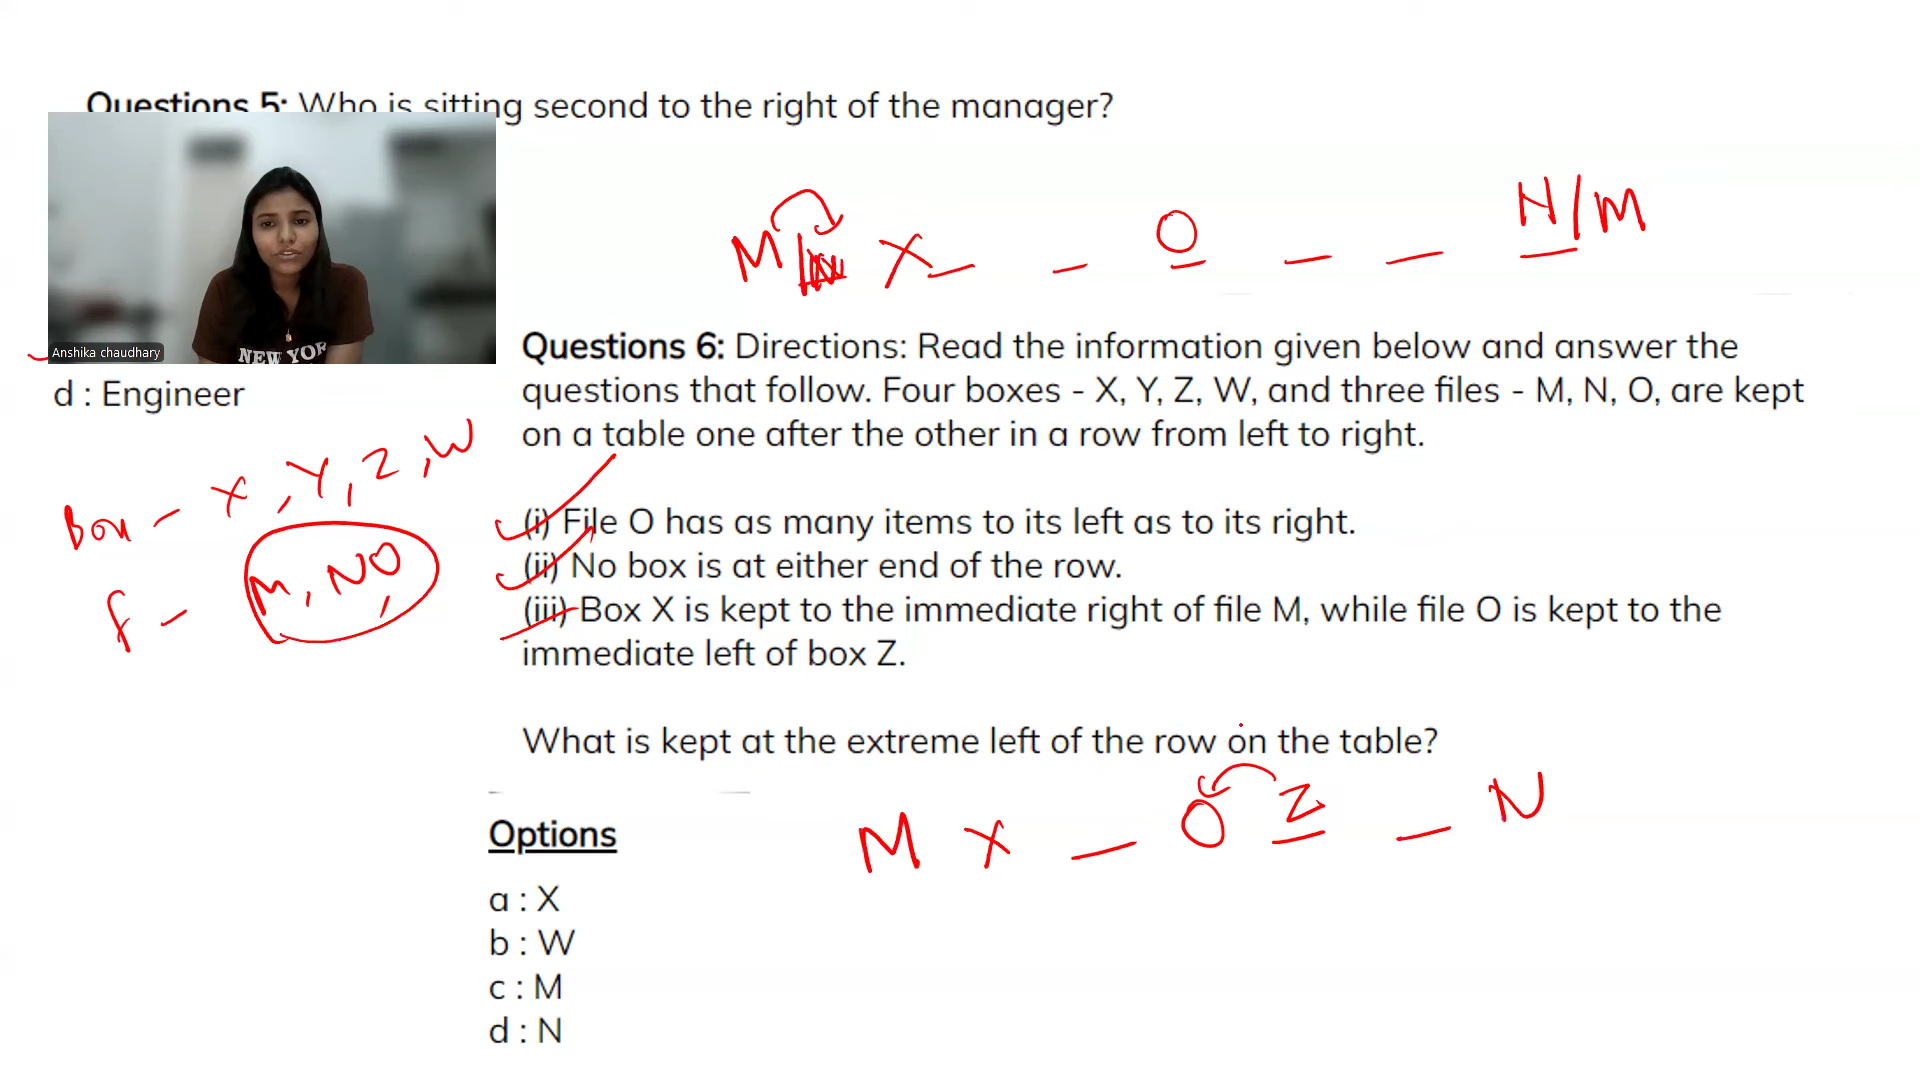 Questions 5: Who is sitting second to the right of the manager?
M X _ _ O _ _ N/M
NEW YOR
Anshika chaudhary
d : Engineer
Questions 6: Directions: Read the information given below and answer the
questions that follow. Four boxes - X, Y, Z, W, and three files - M, N, O, are kept
on a table one after the other in a row from left to right.
Box - X, Y, Z, W
f - M, N, O
(i) File O has as many items to its left as to its right.
(ii) No box is at either end of the row.
(iii) Box X is kept to the immediate right of file M, while file O is kept to the
immediate left of box Z.
What is kept at the extreme left of the row on the table?
M X _ O Z _ N
Options
a : X
b : W
c : M
d : N